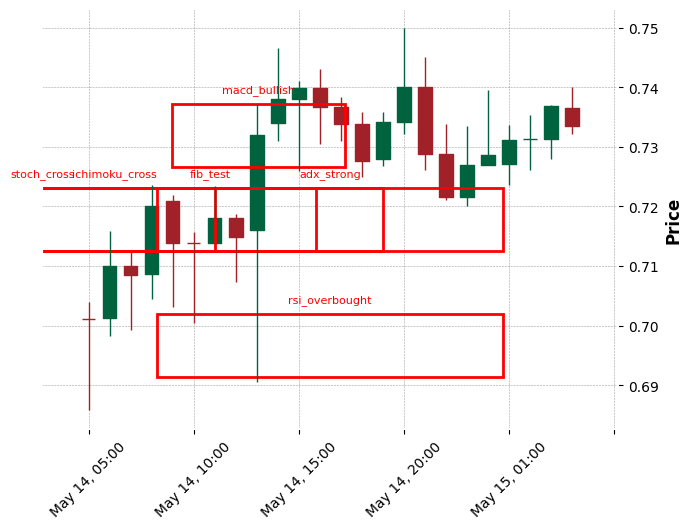 0.75
0.74
macd_bullish
0.73
stoch_cross
ichimoku_cross
fib_test
adx_strong
0.72
Price
0.71
rsi_overbought
0.70
0.69
May 14, 05:00
May 14, 10:00
May 14, 15:00
May 14, 20:00
May 15, 01:00